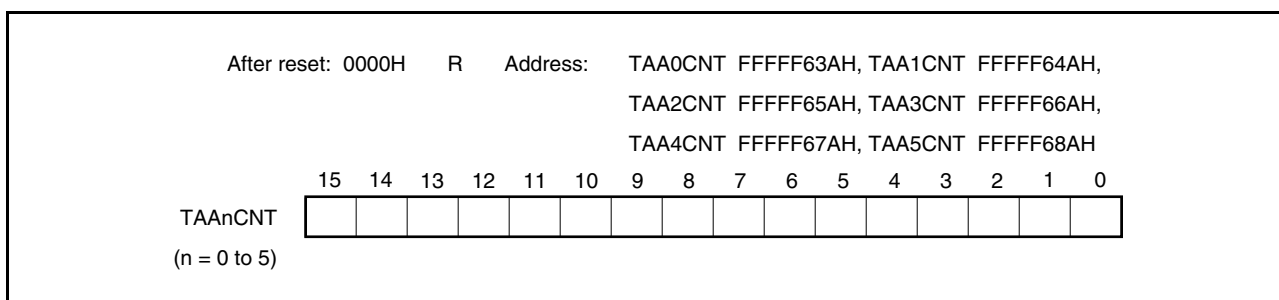 After reset: 0000H R Address: TAA0CNT FFFFF63AH, TAA1CNT FFFFF64AH,
TAA2CNT FFFFF65AH, TAA3CNT FFFFF66AH,
TAA4CNT FFFFF67AH, TAA5CNT FFFFF68AH
15 14 13 12 11 10 9 8 7 6 5 4 3 2 1 0
TAAnCNT
(n = 0 to 5)